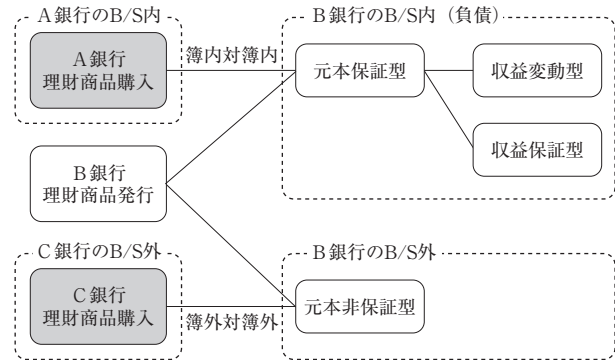 A銀行のB/S内
B銀行のB/S内（負債）
A銀行
理財商品購入
簿内対簿内
元本保証型
収益変動型
収益保証型
B銀行
理財商品発行
C銀行のB/S外
B銀行のB/S外
C銀行
理財商品購入
簿外対簿外
元本非保証型